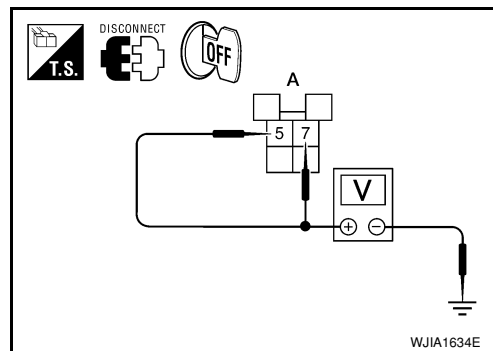 T.S.
DISCONNECT
OFF
A
5 7
V
+ −
WJIA1634E